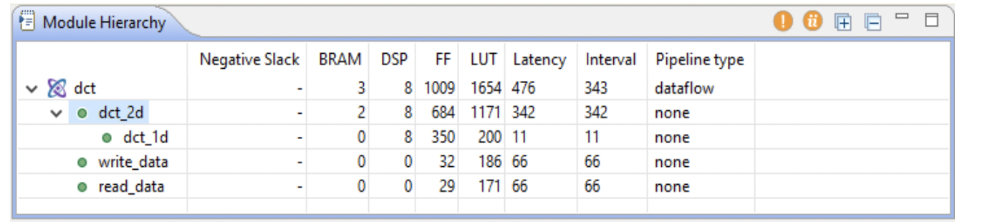 Module Hierarchy
Negative Slack BRAM DSP FF LUT Latency Interval Pipeline type
dct - 3 8 1009 1654 476 343 dataflow
dct_2d - 2 8 684 1171 342 342 none
dct_1d - 0 8 350 200 11 11 none
write_data - 0 0 32 186 66 66 none
read_data - 0 0 29 171 66 66 none